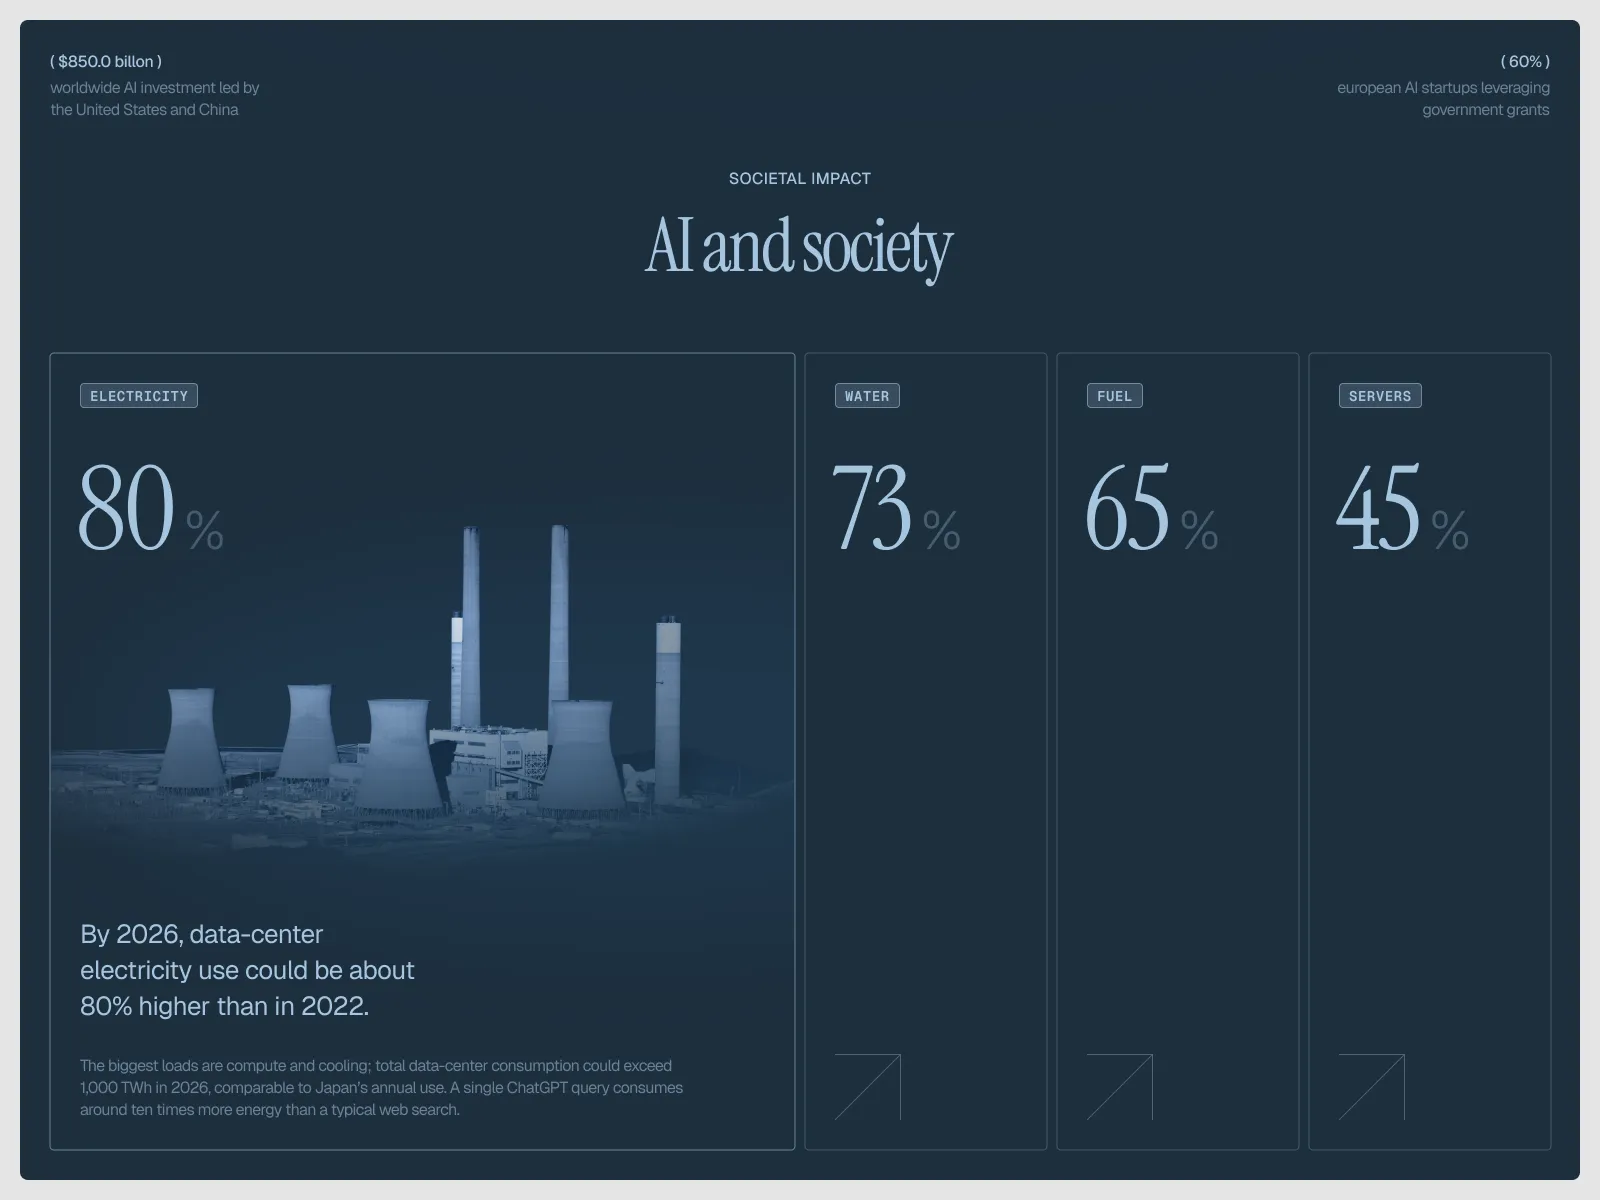 ( $850.0 billon )
worldwide AI investment led by
the United States and China
( 60% )
european AI startups leveraging
government grants
SOCIETAL IMPACT
AI and society
ELECTRICITY
80 %
By 2026, data-center
electricity use could be about
80% higher than in 2022.
The biggest loads are compute and cooling; total data-center consumption could exceed
1,000 TWh in 2026, comparable to Japan's annual use. A single ChatGPT query consumes
around ten times more energy than a typical web search.
WATER
73 %
FUEL
65 %
SERVERS
45 %